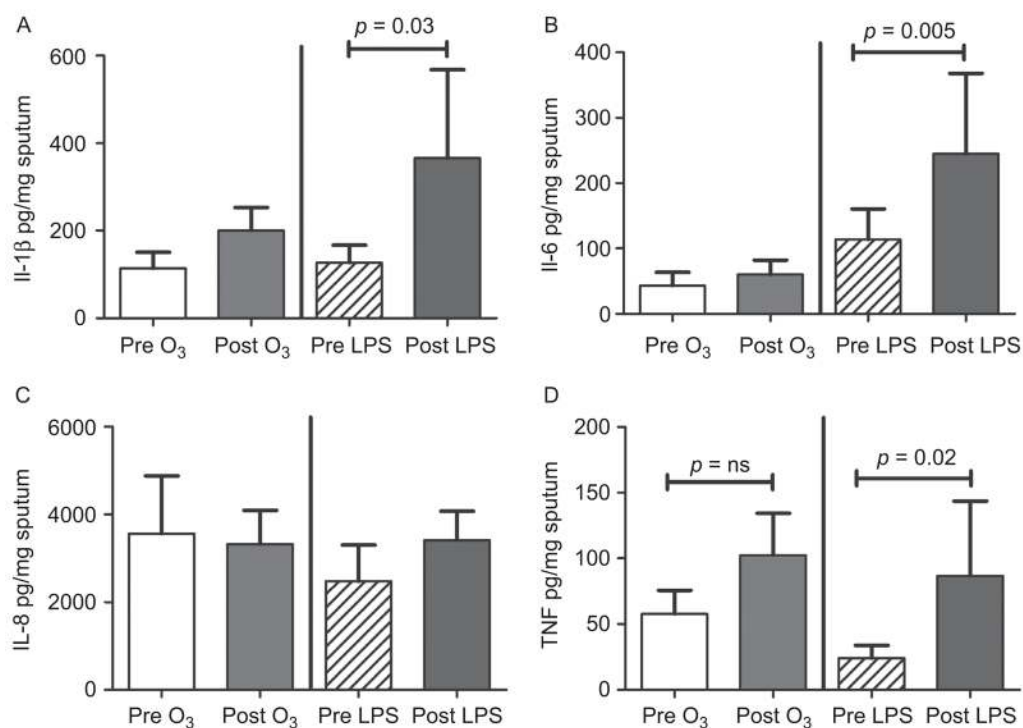 A
p = 0.03
Il-1β pg/mg sputum
600
400
200
0
Pre O₃ Post O₃ Pre LPS Post LPS
B
p = 0.005
Il-6 pg/mg sputum
400
300
200
100
0
Pre O₃ Post O₃ Pre LPS Post LPS
C
IL-8 pg/mg sputum
6000
4000
2000
0
Pre O₃ Post O₃ Pre LPS Post LPS
D
p = ns
p = 0.02
TNF pg/mg sputum
200
150
100
50
0
Pre O₃ Post O₃ Pre LPS Post LPS